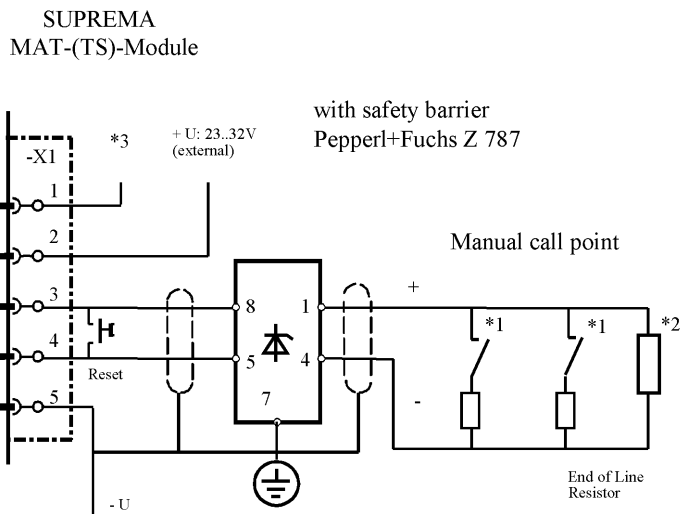 SUPREMA
MAT-(TS)-Module
with safety barrier
Pepperl+Fuchs Z 787
+ U: 23..32V
(external)
*3
-X1
1
2
3
4
5
Reset
- U
8
1
5
4
7
Manual call point
+
-
*1
*1
*2
End of Line
Resistor